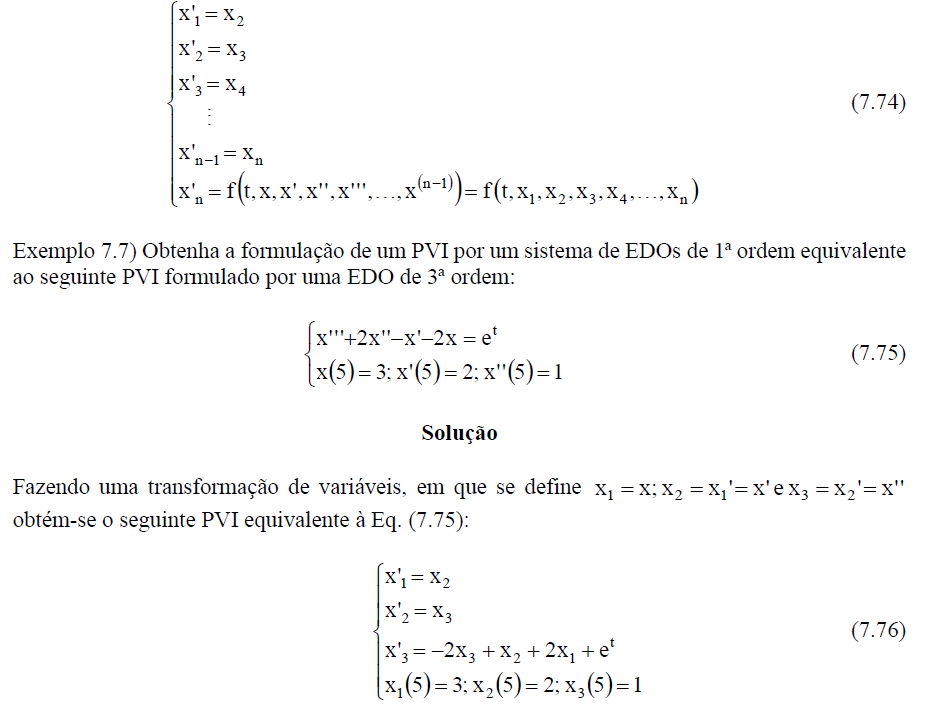 x'₁ = x₂
x'₂ = x₃
x'₃ = x₄
⋮
x'ₙ₋₁ = xₙ
x'ₙ = f(t, x, x', x'', x''', …, x⁽ⁿ⁻¹⁾) = f(t, x₁, x₂, x₃, x₄, …, xₙ)
(7.74)
Exemplo 7.7) Obtenha a formulação de um PVI por um sistema de EDOs de 1ª ordem equivalente
ao seguinte PVI formulado por uma EDO de 3ª ordem:
x'''+2x''−x'−2x = eᵗ
(7.75)
x(5) = 3; x'(5) = 2; x''(5) = 1
Solução
Fazendo uma transformação de variáveis, em que se define x₁ = x; x₂ = x₁'= x' e x₃ = x₂'= x''
obtém-se o seguinte PVI equivalente à Eq. (7.75):
x'₁ = x₂
x'₂ = x₃
(7.76)
x'₃ = −2x₃ + x₂ + 2x₁ + eᵗ
x₁(5) = 3; x₂(5) = 2; x₃(5) = 1